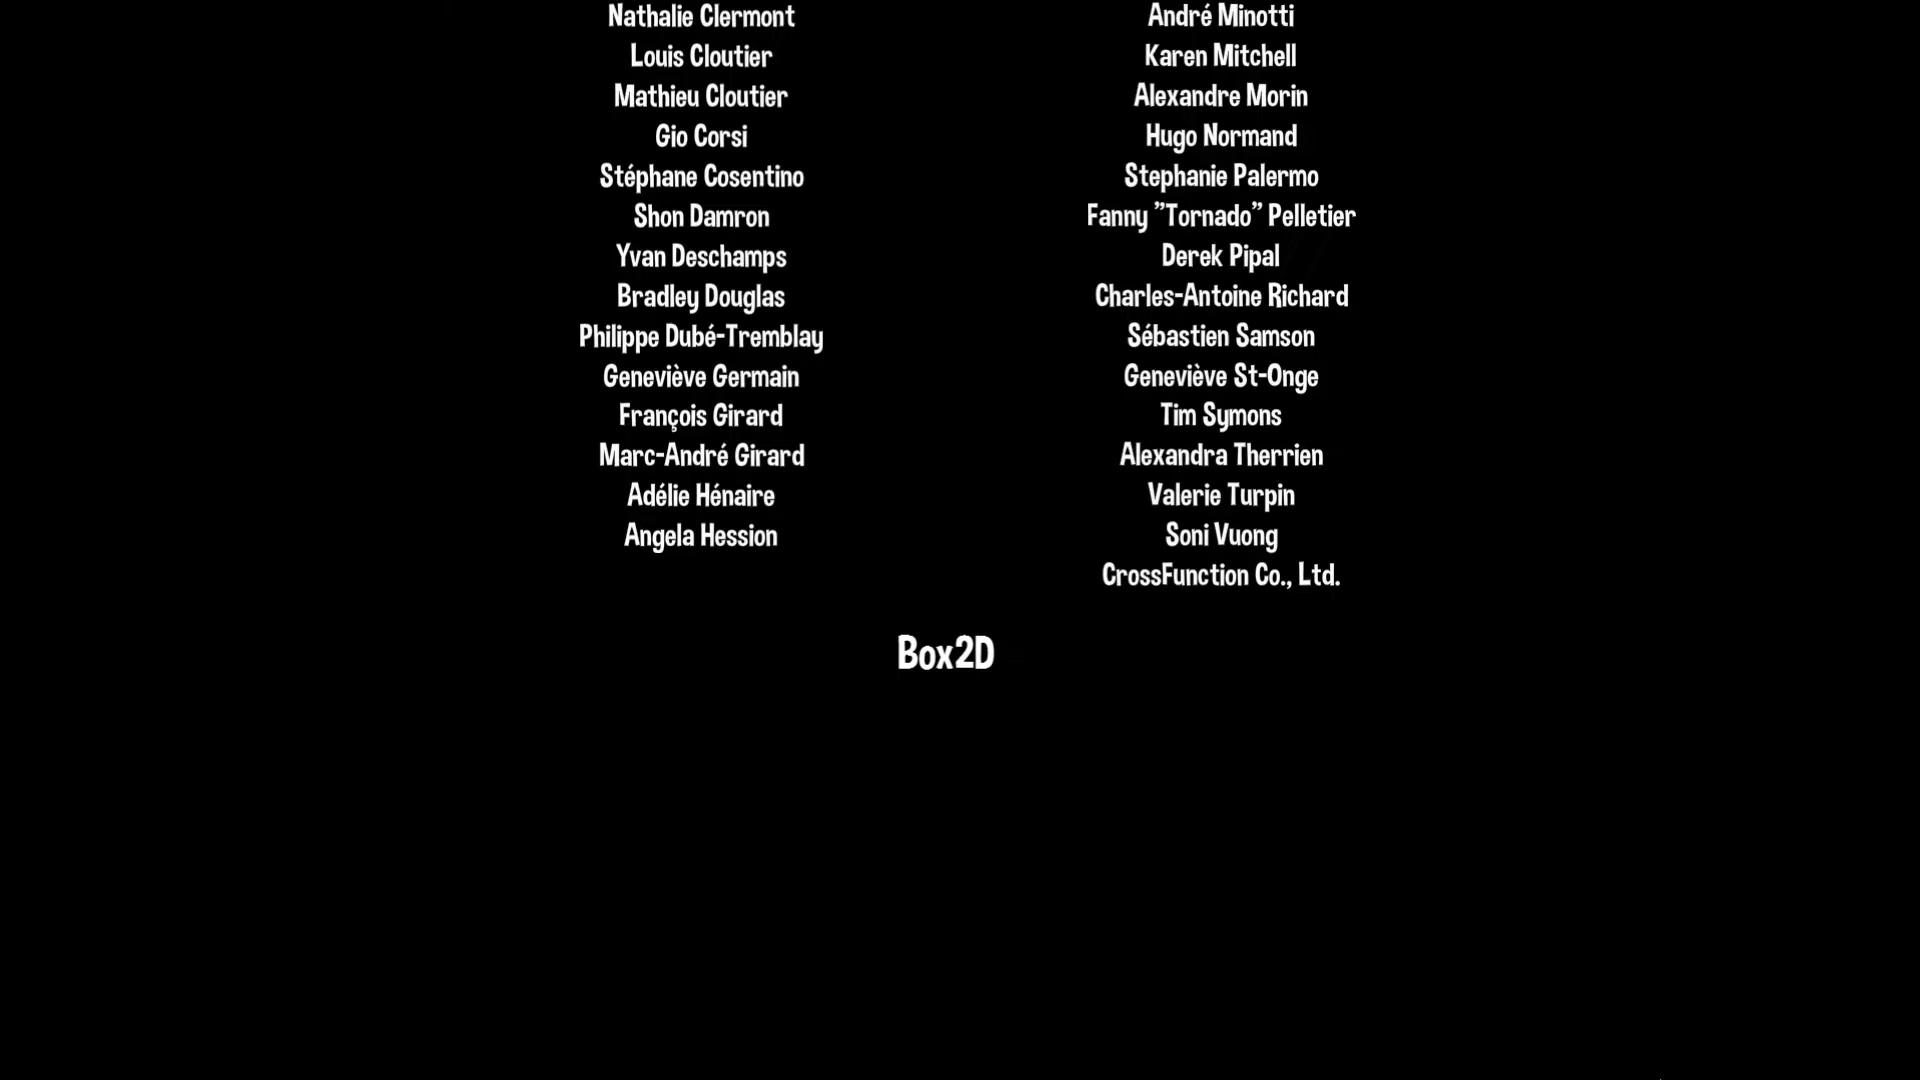 Nathalie Clermont
Louis Cloutier
Mathieu Cloutier
Gio Corsi
Stéphane Cosentino
Shon Damron
Yvan Deschamps
Bradley Douglas
Philippe Dubé-Tremblay
Geneviève Germain
François Girard
Marc-André Girard
Adélie Hénaire
Angela Hession
André Minotti
Karen Mitchell
Alexandre Morin
Hugo Normand
Stephanie Palermo
Fanny ”Tornado” Pelletier
Derek Pipal
Charles-Antoine Richard
Sébastien Samson
Geneviève St-Onge
Tim Symons
Alexandra Therrien
Valerie Turpin
Soni Vuong
CrossFunction Co., Ltd.
Box2D